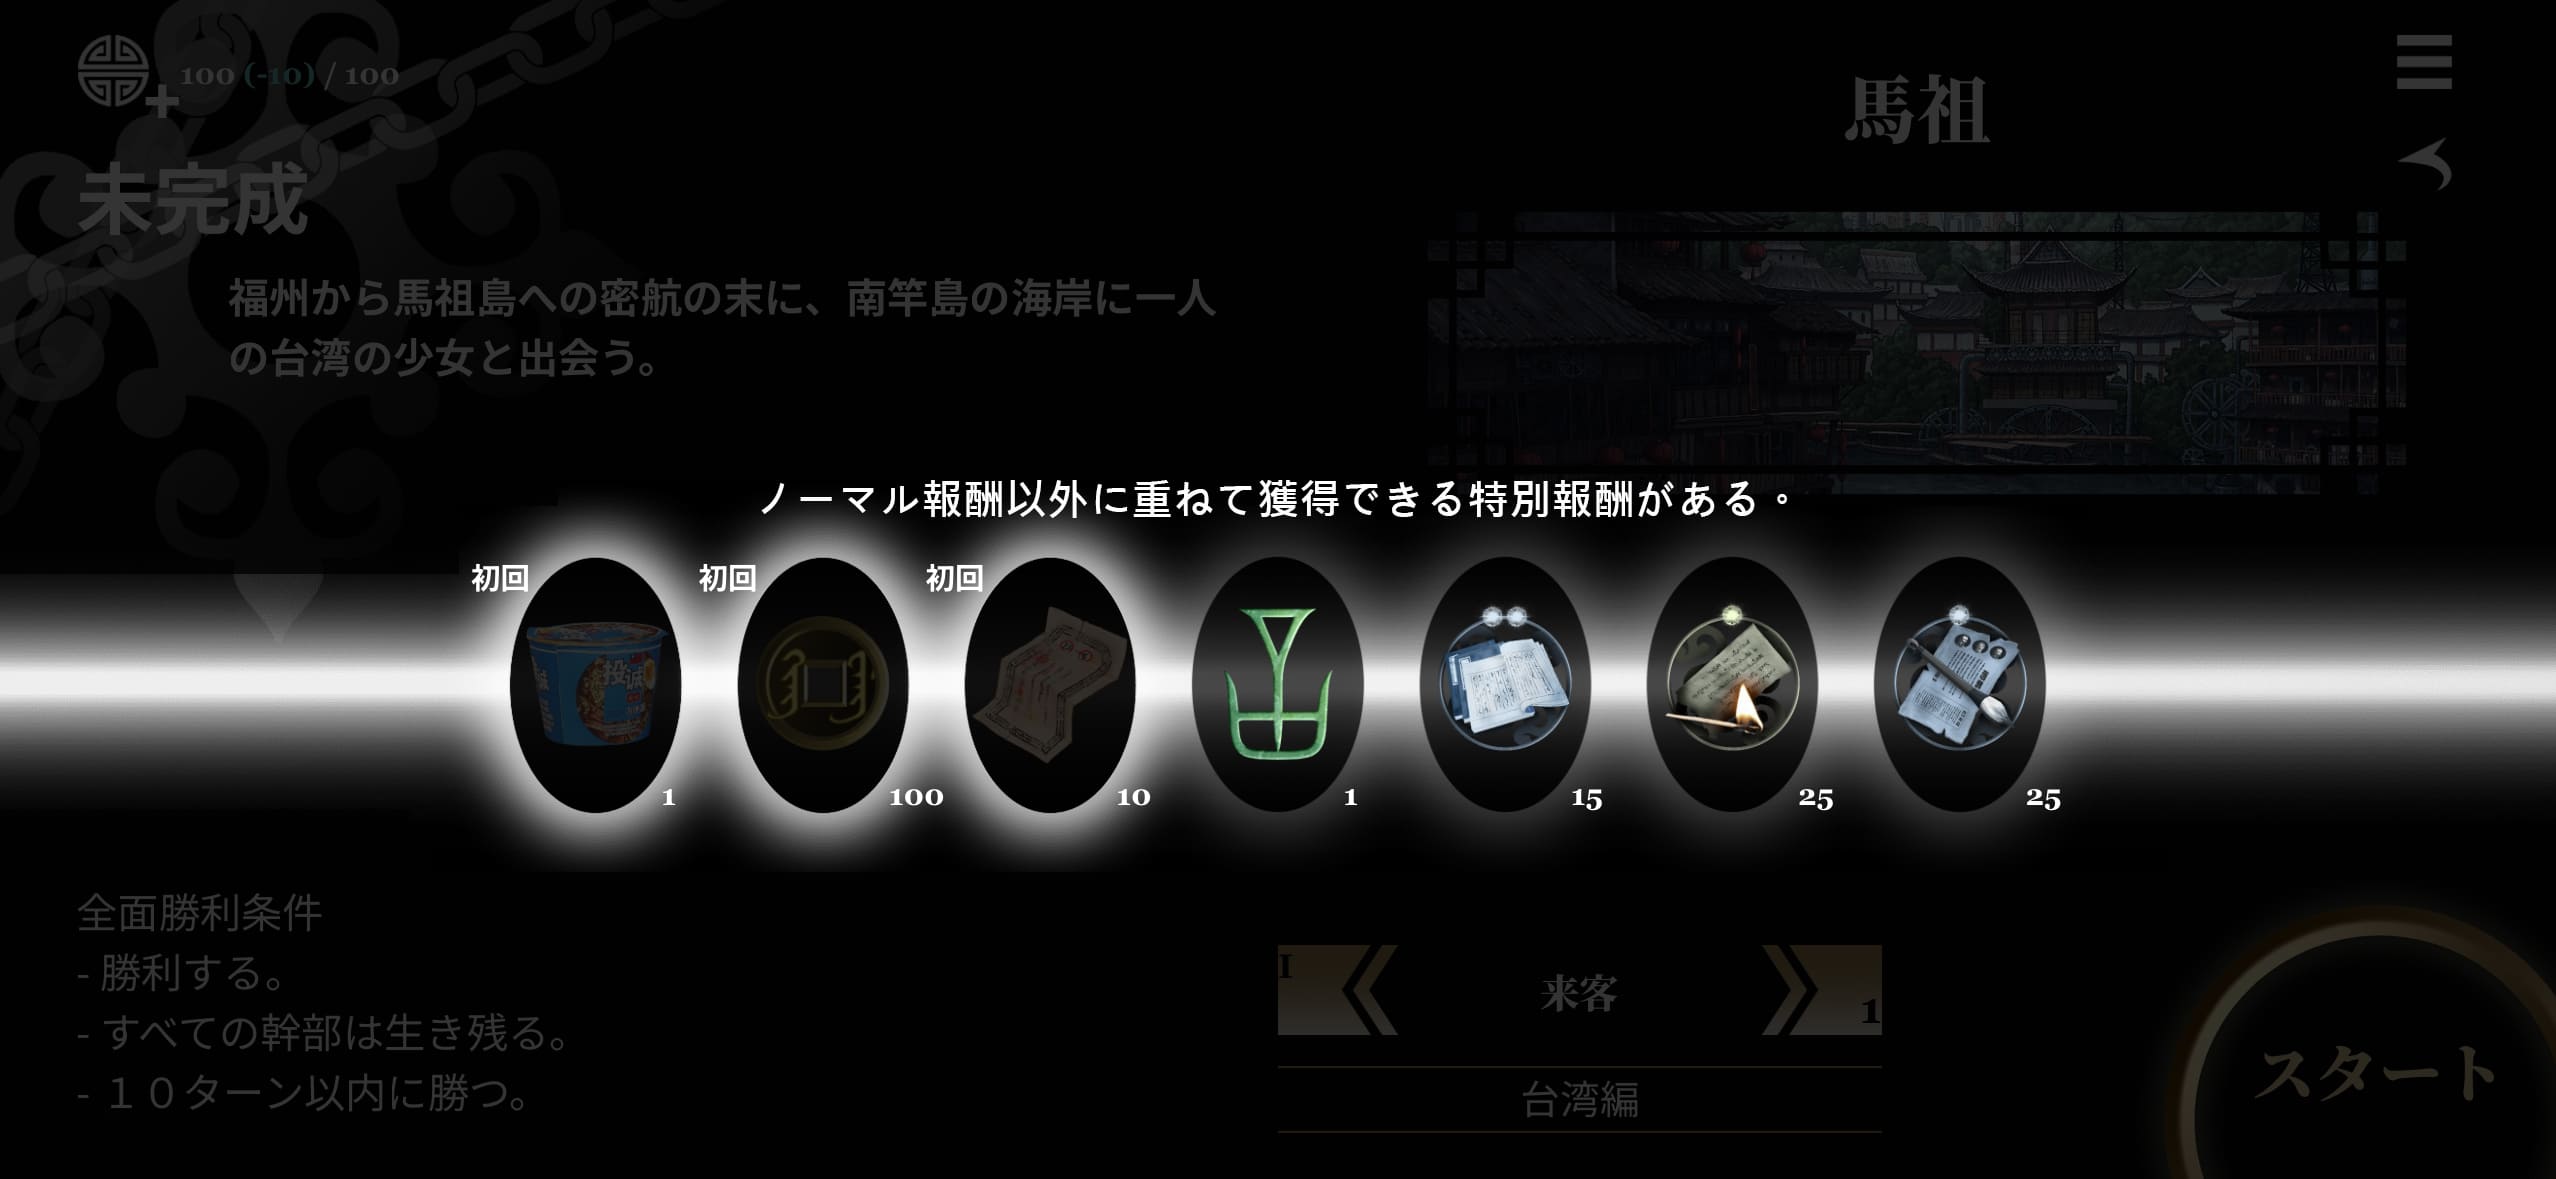 100 (-10) / 100
馬祖
未完成
福州から馬祖島への密航の末に、南竿島の海岸に一人
の台湾の少女と出会う。
ノーマル報酬以外に重ねて獲得できる特別報酬がある。
初回
初回
初回
投诚
1
100
10
1
15
25
25
全面勝利条件
- 勝利する。
- すべての幹部は生き残る。
- １０ターン以内に勝つ。
I
来客
1
台湾編
スタート